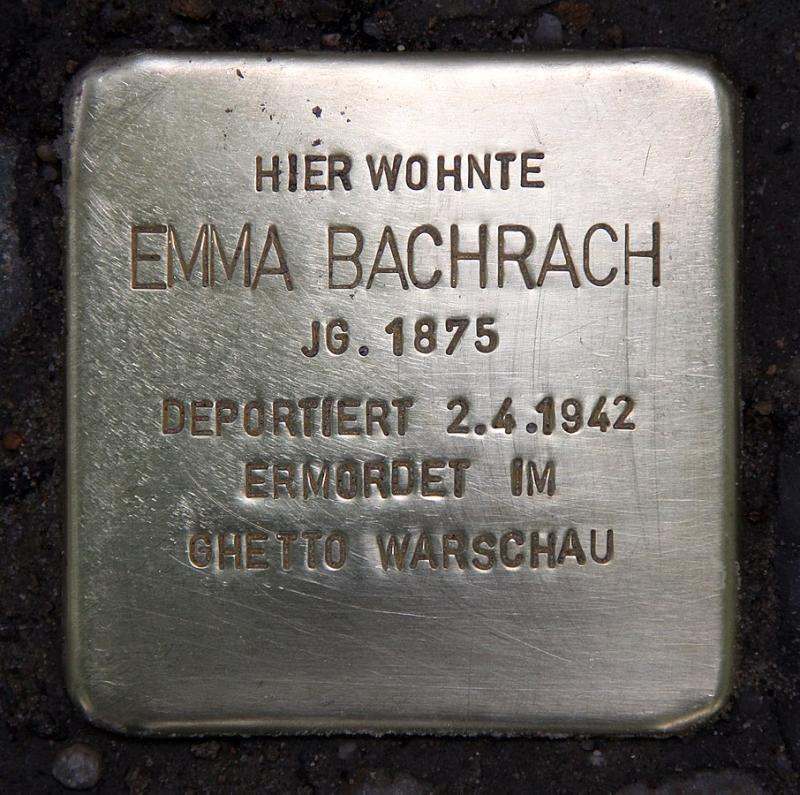 HIER WOHNTE
EMMA BACHRACH
JG. 1875
DEPORTIERT 2.4.1942
ERMORDET IM
GHETTO WARSCHAU